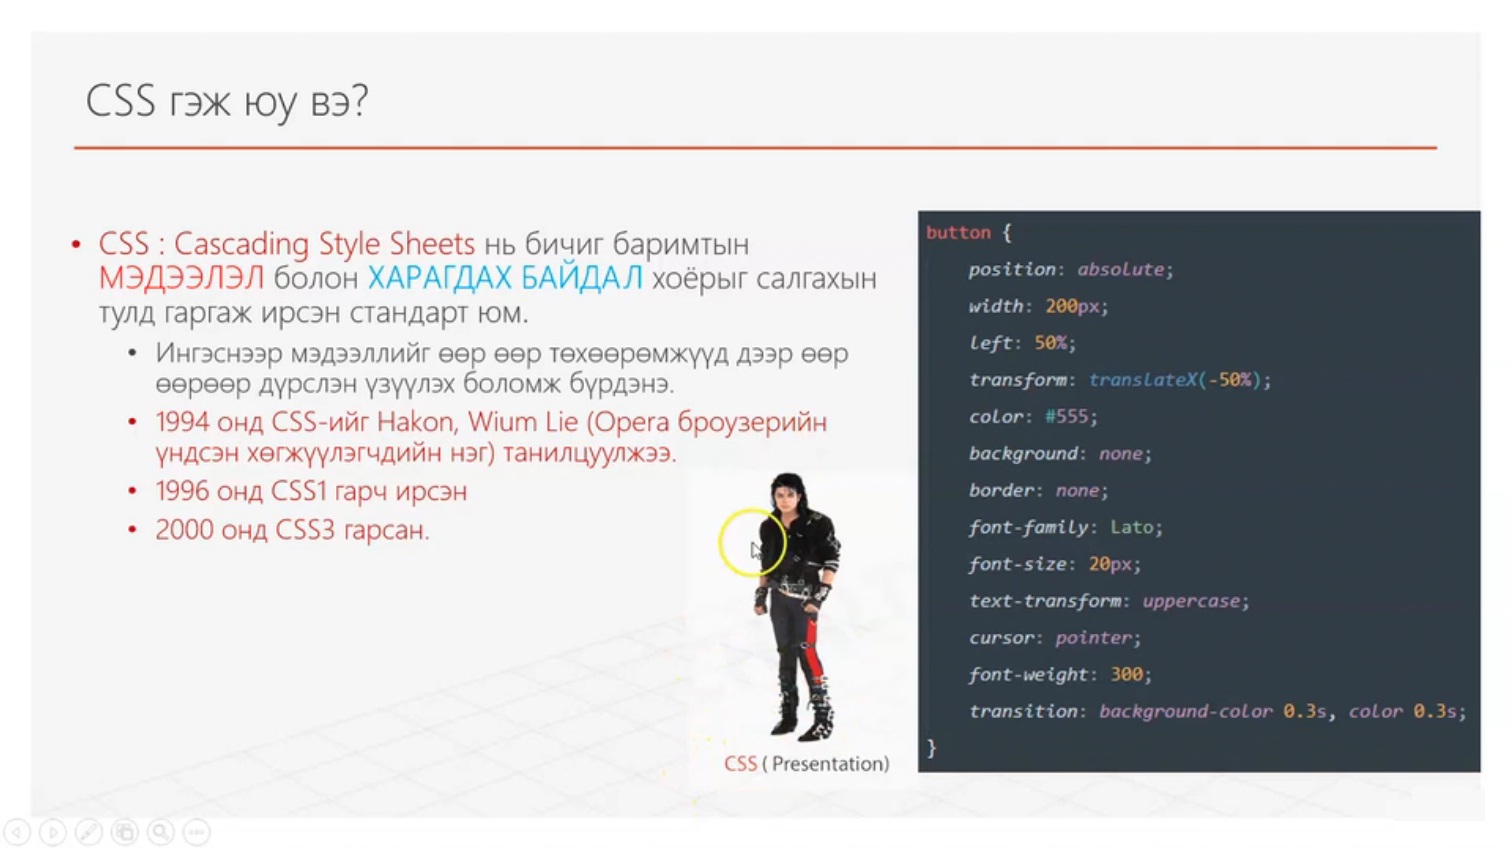 CSS гэж юу вэ?
• CSS : Cascading Style Sheets нь бичиг баримтын
МЭДЭЭЛЭЛ болон ХАРАГДАХ БАЙДАЛ хоёрыг салгахын
тулд гаргаж ирсэн стандарт юм.
• Ингэснээр мэдээллийг өөр өөр төхөөрөмжүүд дээр өөр
өөрөөр дүрслэн үзүүлэх боломж бүрдэнэ.
• 1994 онд CSS-ийг Hakon, Wium Lie (Opera броузерийн
үндсэн хөгжүүлэгчдийн нэг) танилцуулжээ.
• 1996 онд CSS1 гарч ирсэн
• 2000 онд CSS3 гарсан.
CSS ( Presentation)
button {
position: absolute;
width: 200px;
left: 50%;
transform: translateX(-50%);
color: #555;
background: none;
border: none;
font-family: Lato;
font-size: 20px;
text-transform: uppercase;
cursor: pointer;
font-weight: 300;
transition: background-color 0.3s, color 0.3s;
}